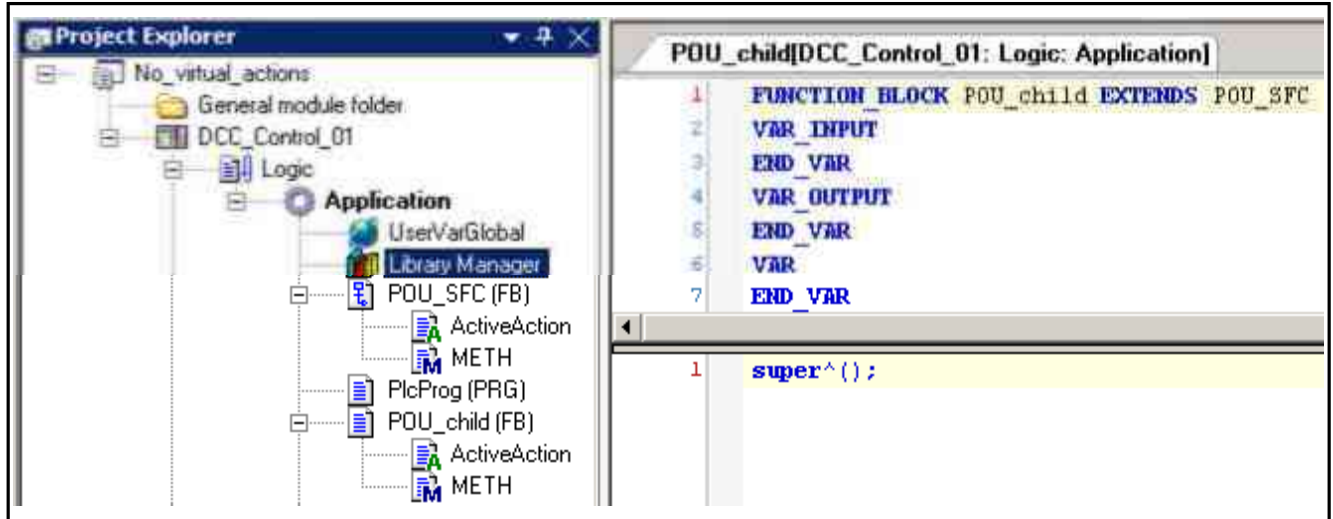 Project Explorer
No_virtual_actions
General module folder
DCC_Control_01
Logic
Application
UserVarGlobal
Library Manager
POU_SFC (FB)
ActiveAction
METH
PlcProg (PRG)
POU_child (FB)
ActiveAction
METH
POU_child[DCC_Control_01: Logic: Application]
1 FUNCTION_BLOCK POU_child EXTENDS POU_SFC
2 VAR_INPUT
3 END_VAR
4 VAR_OUTPUT
5 END_VAR
6 VAR
7 END_VAR
1 super^();